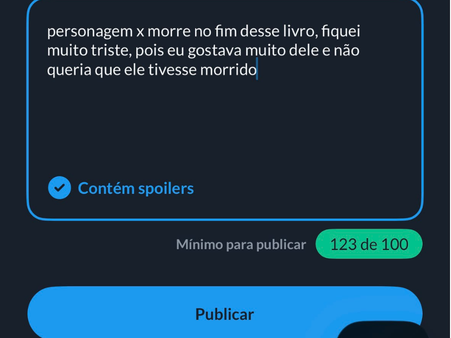 personagem x morre no fim desse livro, fiquei
muito triste, pois eu gostava muito dele e não
queria que ele tivesse morrido
Contém spoilers
Mínimo para publicar 123 de 100
Publicar